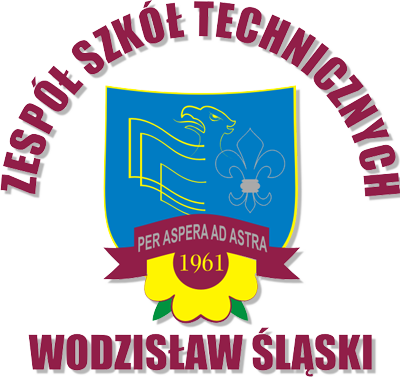 ZESPÓŁ SZKÓŁ TECHNICZNYCH
PER ASPERA AD ASTRA
1961
WODZISŁAW ŚLĄSKI